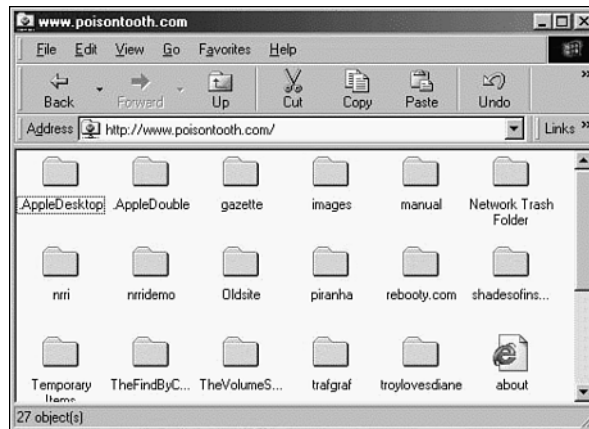 www.poisontooth.com
File Edit View Go Favorites Help
Back Forward Up Cut Copy Paste Undo »
Address http://www.poisontooth.com/ Links »
.AppleDesktop .AppleDouble gazette images manual Network Trash
Folder
nrri nrridemo Oldsite piranha rebooty.com shadesofins...
Temporary TheFindByC... TheVolumeS... trafgraf troylovesdiane about
Items
27 object(s)